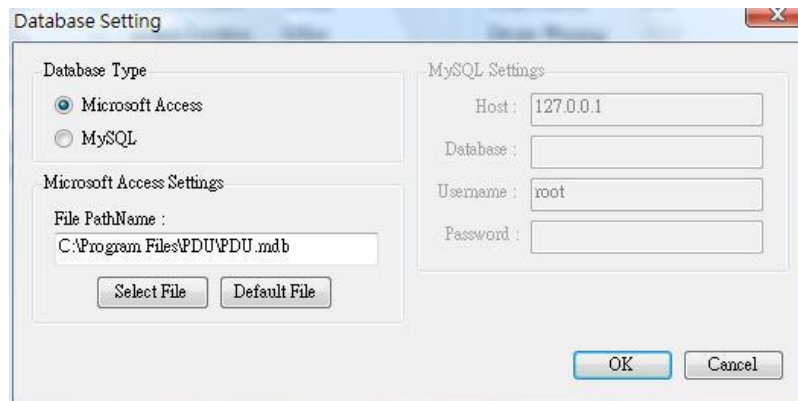 Database Setting
Database Type
Microsoft Access
MySQL
Microsoft Access Settings
File PathName :
C:\Program Files\PDU\PDU.mdb
Select File
Default File
MySQL Settings
Host : 127.0.0.1
Database :
Username : root
Password :
OK
Cancel